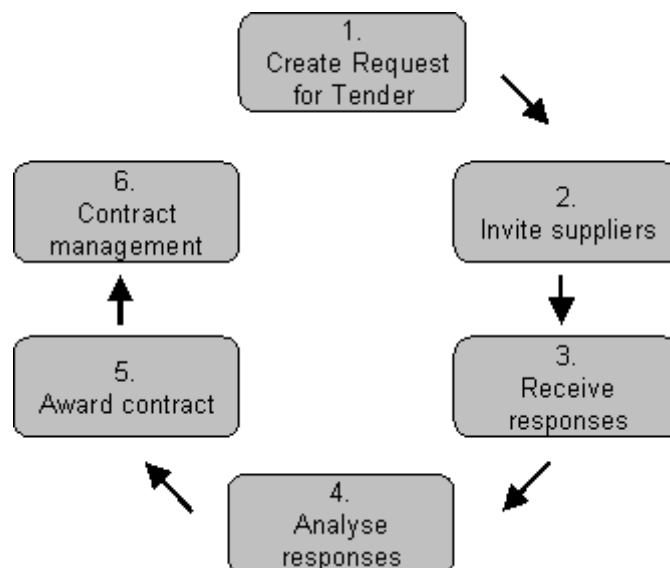 1.
Create Request
for Tender
2.
Invite suppliers
3.
Receive
responses
4.
Analyse
responses
5.
Award contract
6.
Contract
management